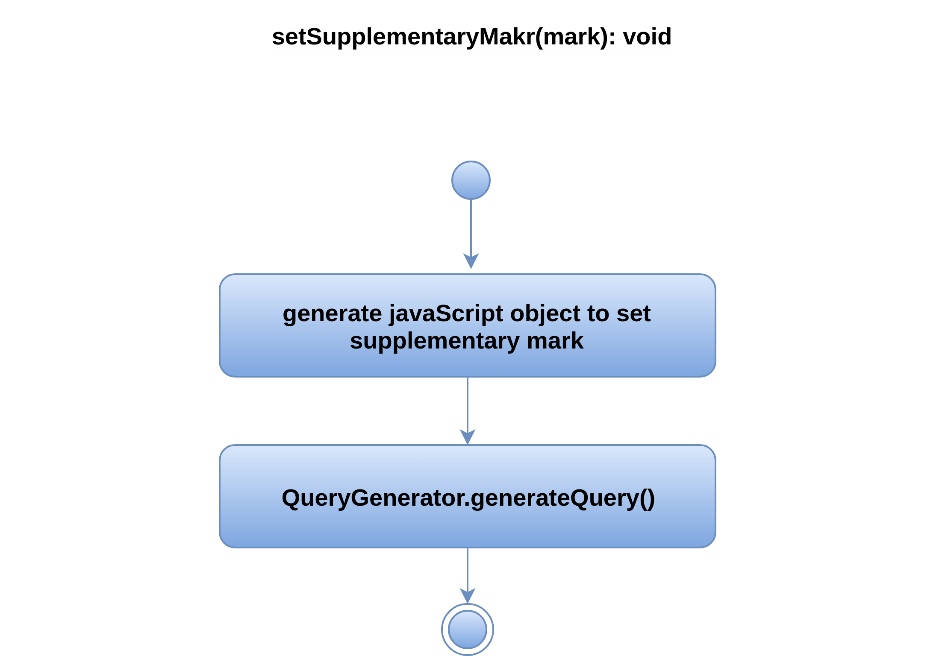 setSupplementaryMakr(mark): void
generate javaScript object to set
supplementary mark
QueryGenerator.generateQuery()